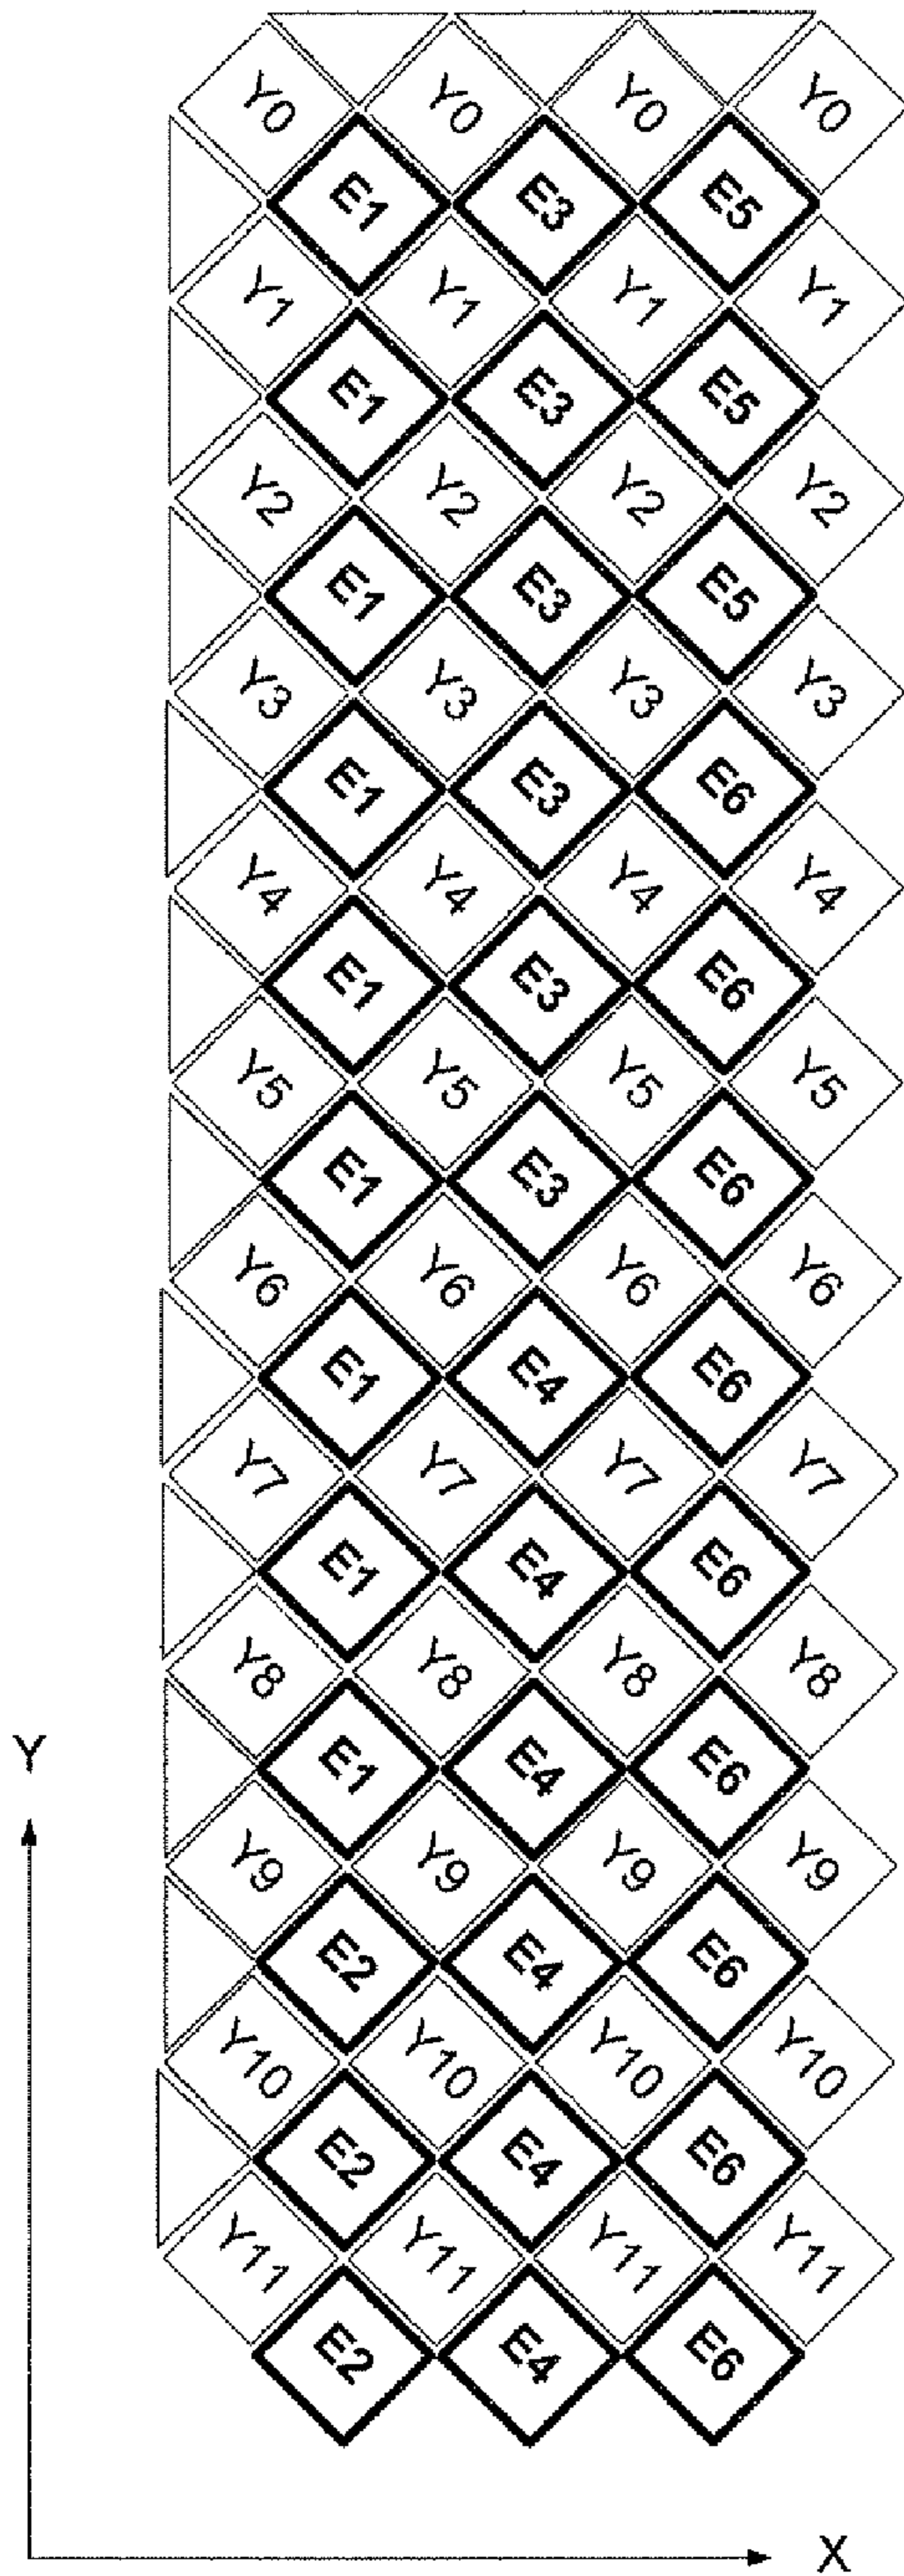 Y0 Y0 Y0 Y0
E1 E3 E5
Y1 Y1 Y1 Y1
E1 E3 E5
Y2 Y2 Y2 Y2
E1 E3 E5
Y3 Y3 Y3 Y3
E1 E3 E6
Y4 Y4 Y4 Y4
E1 E3 E6
Y5 Y5 Y5 Y5
E1 E3 E6
Y6 Y6 Y6 Y6
E1 E4 E6
Y7 Y7 Y7 Y7
E1 E4 E6
Y8 Y8 Y8 Y8
E1 E4 E6
Y9 Y9 Y9 Y9
E2 E4 E6
Y10 Y10 Y10 Y10
E2 E4 E6
Y11 Y11 Y11 Y11
E2 E4 E6
Y
X